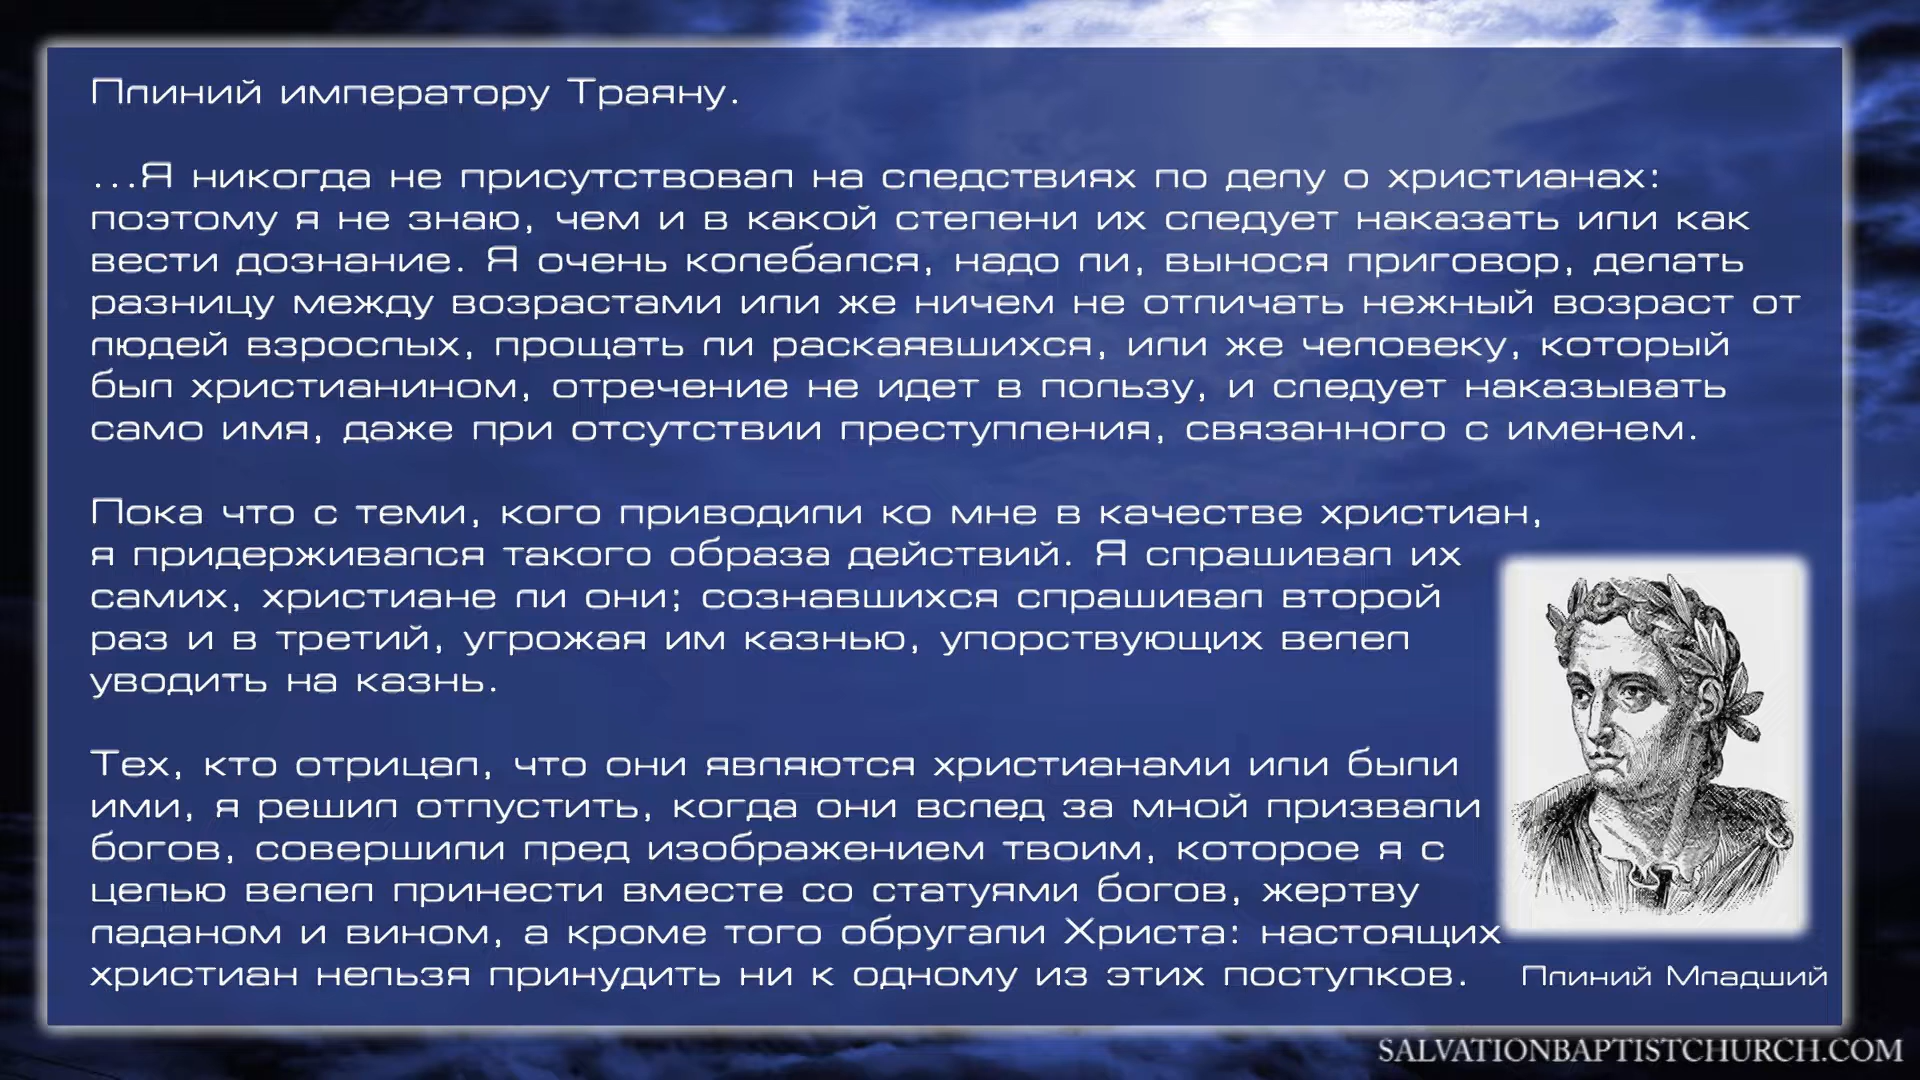 Плиний императору Траяну.
...Я никогда не присутствовал на следствиях по делу о христианах:
поэтому я не знаю, чем и в какой степени их следует наказать или как
вести дознание. Я очень колебался, надо ли, вынося приговор, делать
разницу между возрастами или же ничем не отличать нежный возраст от
людей взрослых, прощать ли раскаявшихся, или же человеку, который
был христианином, отречение не идет в пользу, и следует наказывать
само имя, даже при отсутствии преступления, связанного с именем.
Пока что с теми, кого приводили ко мне в качестве христиан,
я придерживался такого образа действий. Я спрашивал их
самих, христиане ли они; сознавшихся спрашивал второй
раз и в третий, угрожая им казнью, упорствующих велел
уводить на казнь.
Тех, кто отрицал, что они являются христианами или были
ими, я решил отпустить, когда они вслед за мной призвали
богов, совершили пред изображением твоим, которое я с
целью велел принести вместе со статуями богов, жертву
ладаном и вином, а кроме того обругали Христа: настоящих
христиан нельзя принудить ни к одному из этих поступков.
Плиний Младший
SALVATIONBAPTISTCHURCH.COM